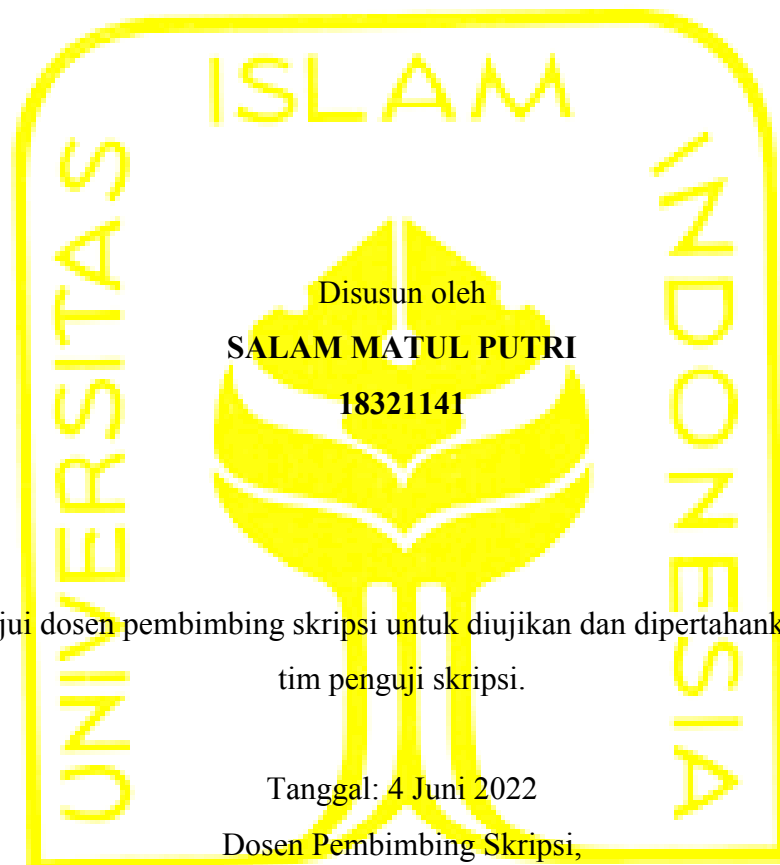 UNIVERSITAS
ISLAM
INDONESIA
Disusun oleh
SALAM MATUL PUTRI
18321141
jui dosen pembimbing skripsi untuk diujikan dan dipertahank
tim penguji skripsi.
Tanggal: 4 Juni 2022
Dosen Pembimbing Skripsi,